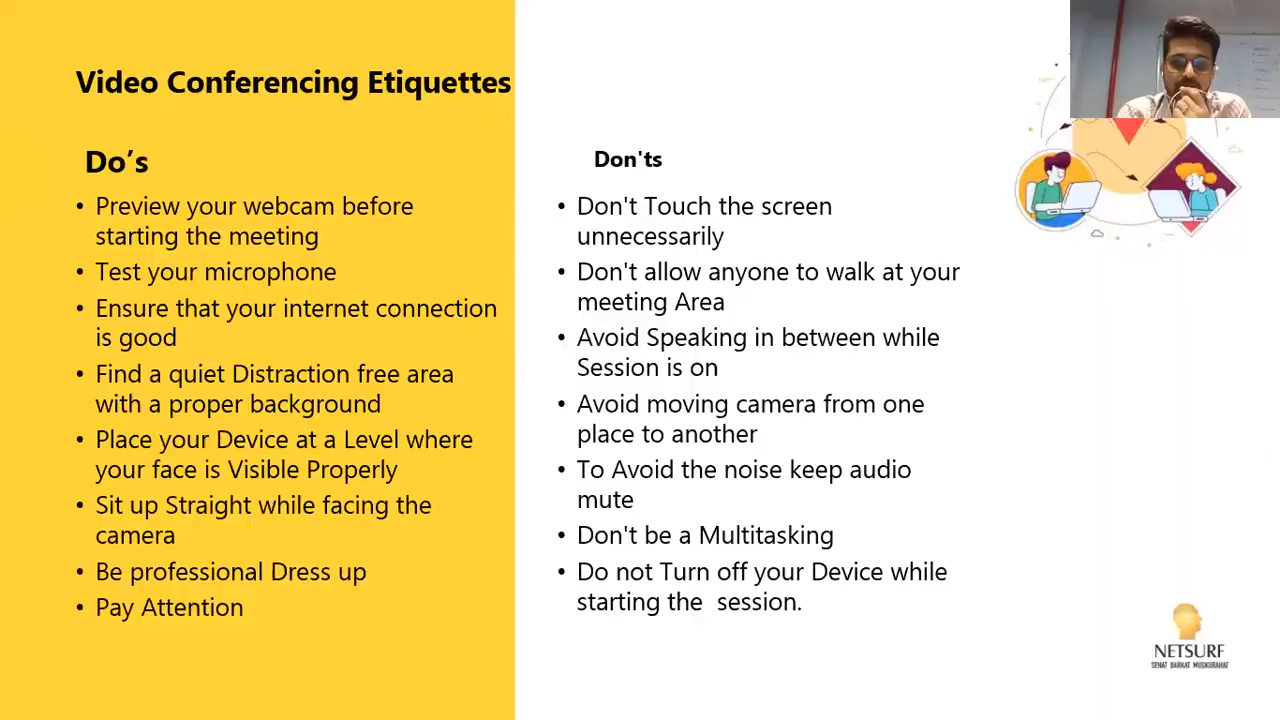 Video Conferencing Etiquettes
Do’s
• Preview your webcam before
starting the meeting
• Test your microphone
• Ensure that your internet connection
is good
• Find a quiet Distraction free area
with a proper background
• Place your Device at a Level where
your face is Visible Properly
• Sit up Straight while facing the
camera
• Be professional Dress up
• Pay Attention
Don'ts
• Don't Touch the screen
unnecessarily
• Don't allow anyone to walk at your
meeting Area
• Avoid Speaking in between while
Session is on
• Avoid moving camera from one
place to another
• To Avoid the noise keep audio
mute
• Don't be a Multitasking
• Do not Turn off your Device while
starting the  session.
NETSURF
SEHAT BARKAT MUSKURAHAT